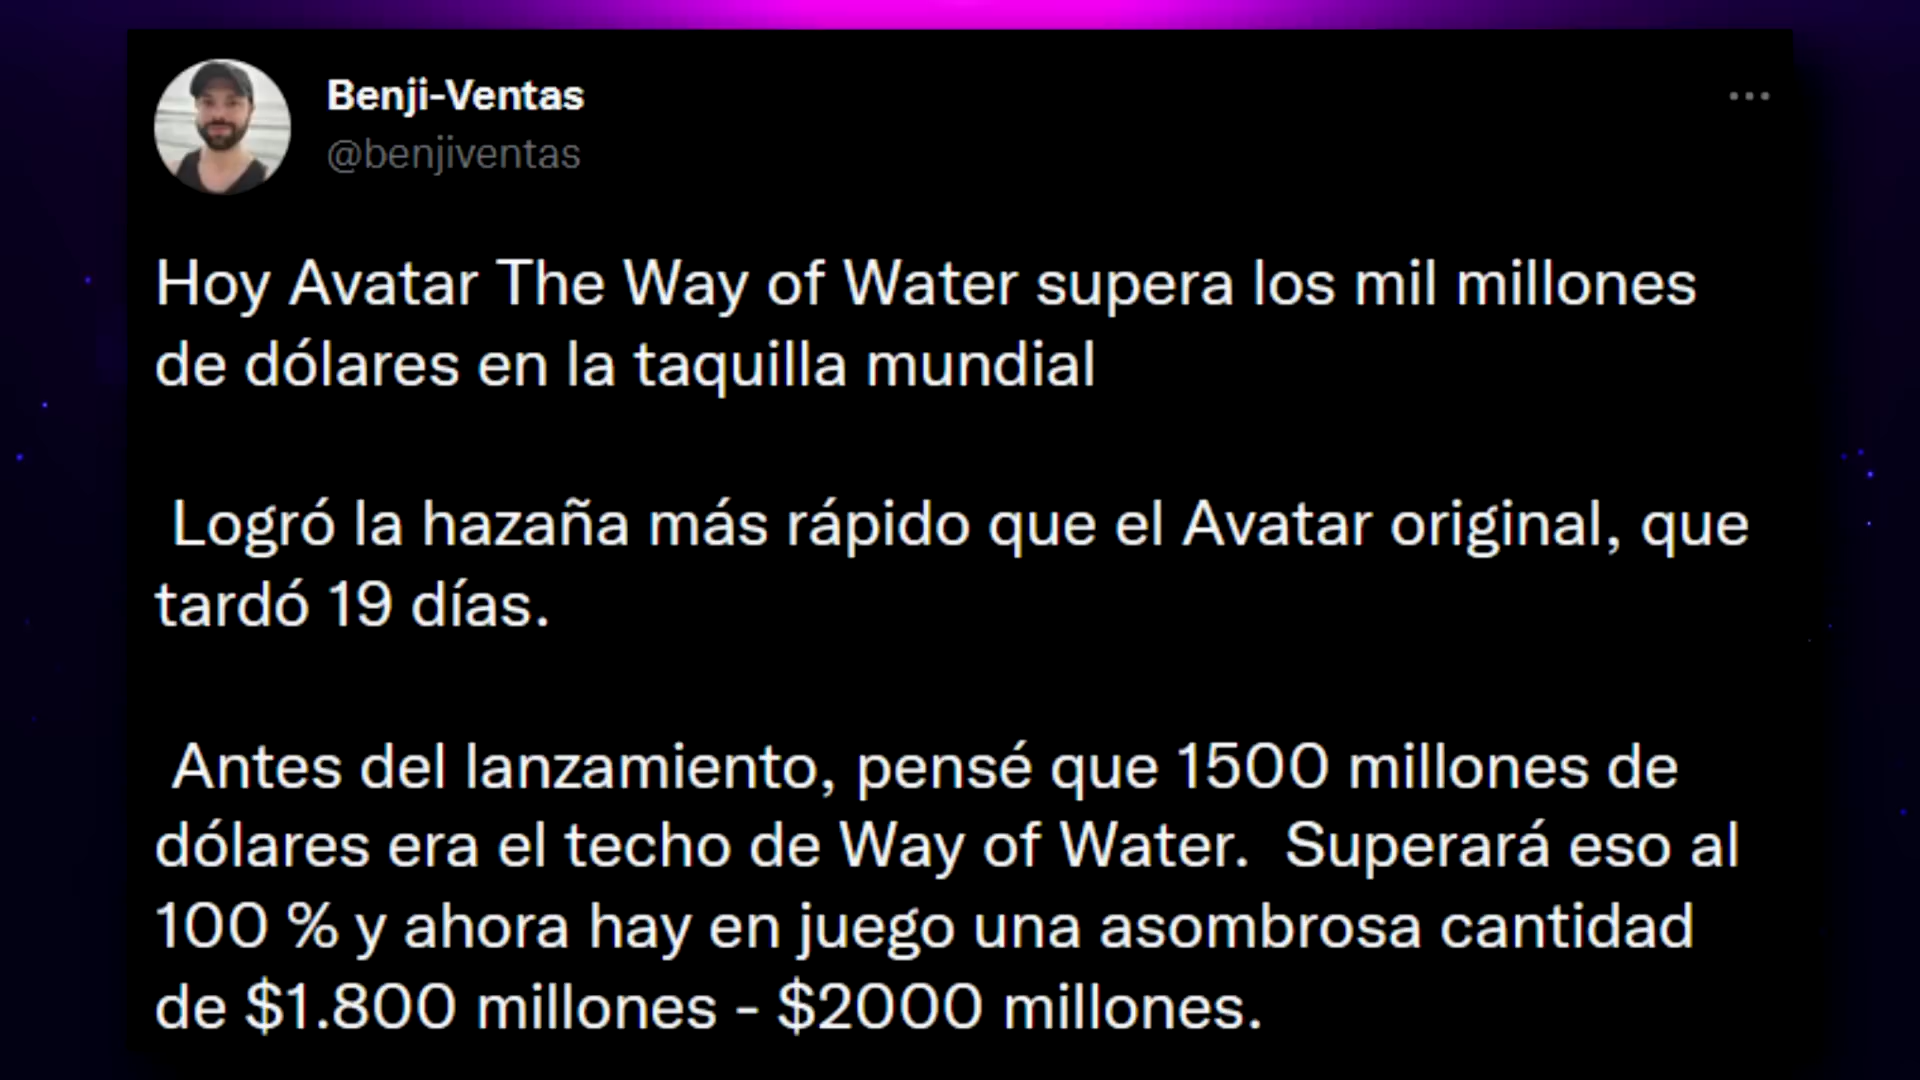 Benji-Ventas
@benjiventas
Hoy Avatar The Way of Water supera los mil millones
de dólares en la taquilla mundial
Logró la hazaña más rápido que el Avatar original, que
tardó 19 días.
Antes del lanzamiento, pensé que 1500 millones de
dólares era el techo de Way of Water.  Superará eso al
100 % y ahora hay en juego una asombrosa cantidad
de $1.800 millones - $2000 millones.